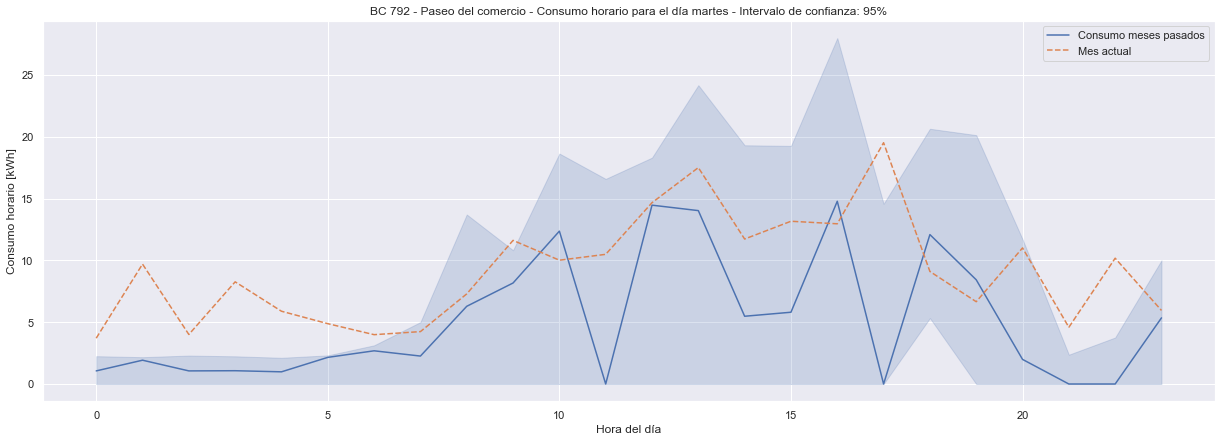 BC 792 - Paseo del comercio - Consumo horario para el día martes - Intervalo de confianza: 95%
Consumo meses pasados
Mes actual
Consumo horario [kWh]
25
20
15
10
5
0
0 5 10 15 20
Hora del día